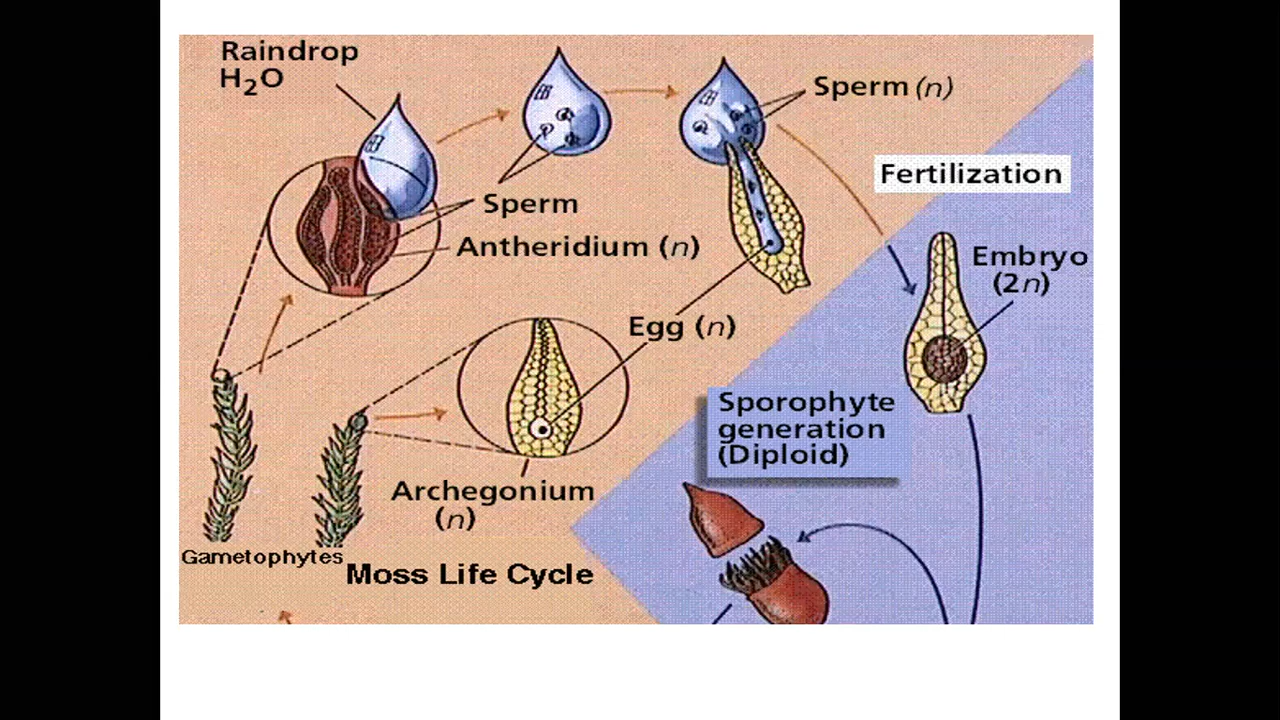 Raindrop
H₂O
Sperm (n)
Fertilization
Sperm
Antheridium (n)
Embryo
(2n)
Egg (n)
Sporophyte
generation
(Diploid)
Archegonium
(n)
Gametophytes
Moss Life Cycle